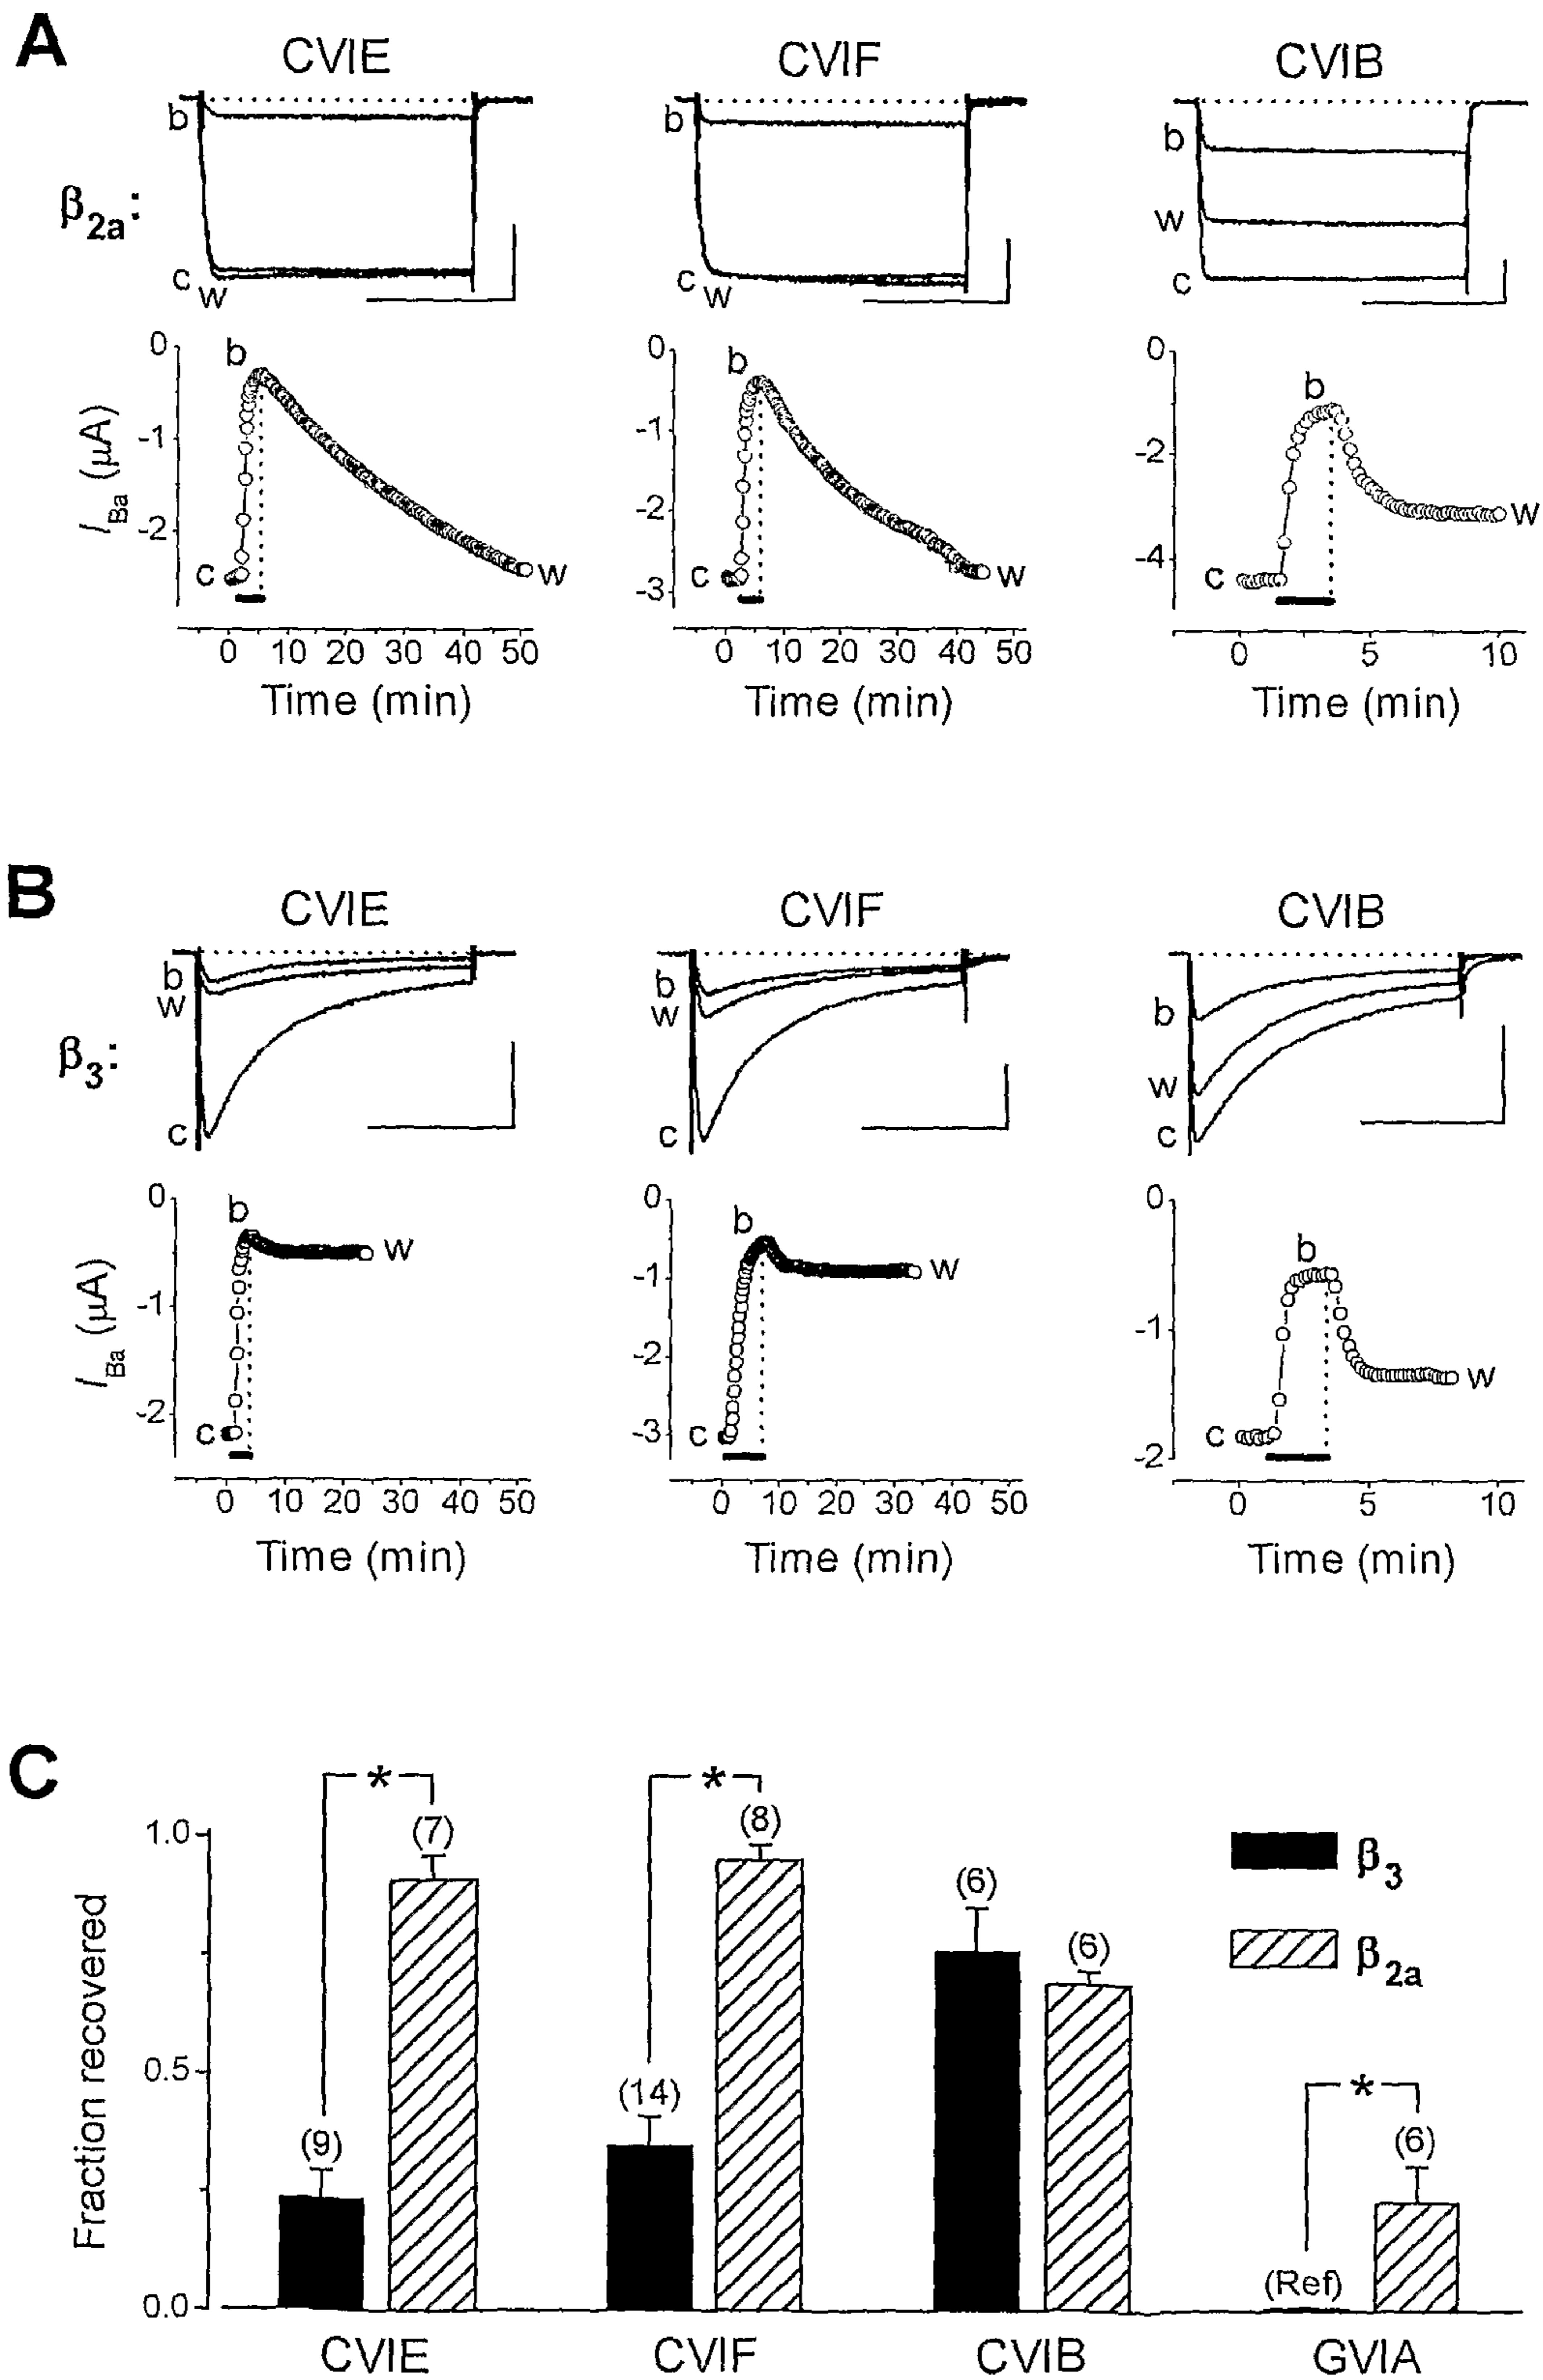 A
CVIE CVIF CVIB
β2a:
b b b
w
c w c w c
0 0 0
b b b
-1 -1 -2
-2 -2 -4
-3
IBa (μA)
c w c w c w
0 10 20 30 40 50 0 10 20 30 40 50 0 5 10
Time (min) Time (min) Time (min)
B
CVIE CVIF CVIB
β3:
b b b
w w w
c c c
0 0 0
b b b
w w w
-1 -1 -1
-2 -2 -2
-3
IBa (μA)
c c c
0 10 20 30 40 50 0 10 20 30 40 50 0 5 10
Time (min) Time (min) Time (min)
C
* *
(7) (8)
1.0
β3
(6)
(6)
β2a
Fraction recovered
0.5
(14) *
(9) (6)
(Ref)
0.0
CVIE CVIF CVIB GVIA